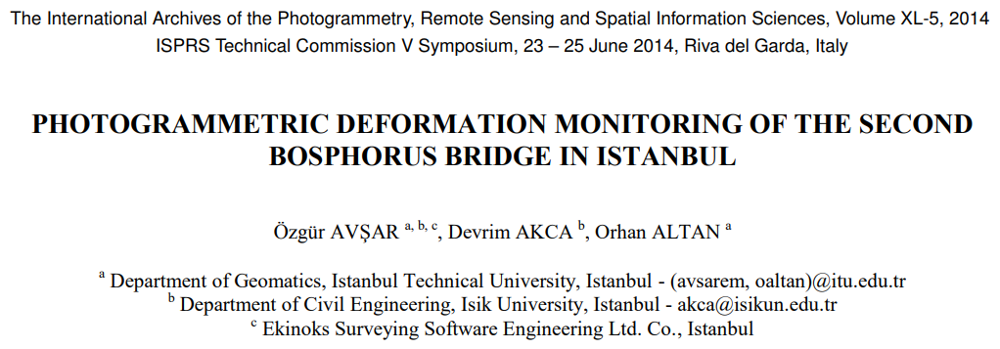 The International Archives of the Photogrammetry, Remote Sensing and Spatial Information Sciences, Volume XL-5, 2014
ISPRS Technical Commission V Symposium, 23 – 25 June 2014, Riva del Garda, Italy
PHOTOGRAMMETRIC DEFORMATION MONITORING OF THE SECOND
BOSPHORUS BRIDGE IN ISTANBUL
Özgür AVŞAR a, b, c, Devrim AKCA b, Orhan ALTAN a
a Department of Geomatics, Istanbul Technical University, Istanbul - (avsarem, oaltan)@itu.edu.tr
b Department of Civil Engineering, Isik University, Istanbul - akca@isikun.edu.tr
c Ekinoks Surveying Software Engineering Ltd. Co., Istanbul